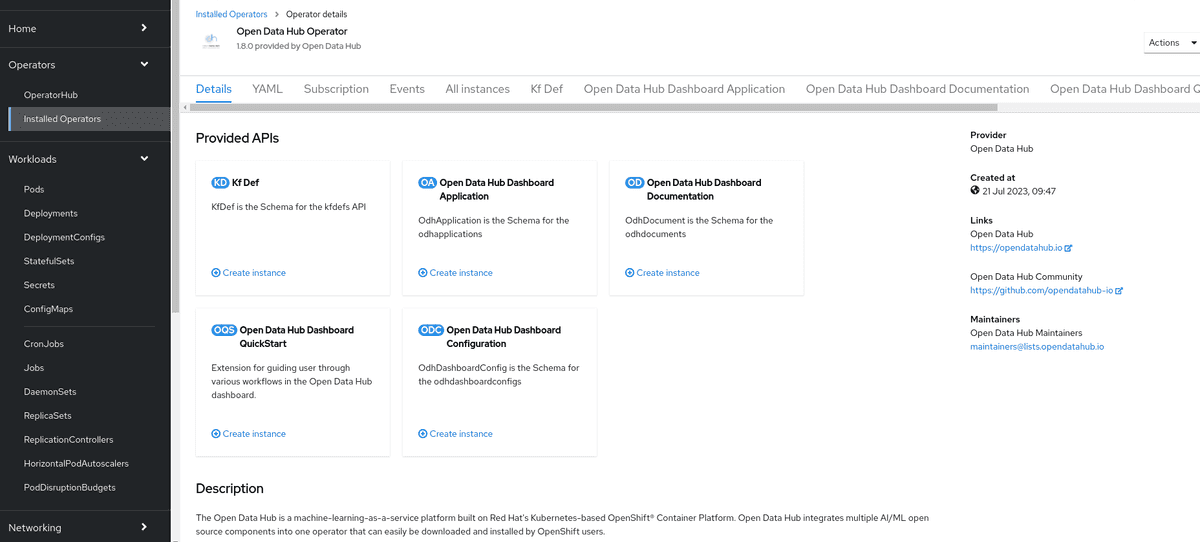 Home
Operators
OperatorHub
Installed Operators
Workloads
Pods
Deployments
DeploymentConfigs
StatefulSets
Secrets
ConfigMaps
CronJobs
Jobs
DaemonSets
ReplicaSets
ReplicationControllers
HorizontalPodAutoscalers
PodDisruptionBudgets
Networking
Installed Operators > Operator details
Open Data Hub Operator
1.8.0 provided by Open Data Hub
Actions
Details YAML Subscription Events All instances Kf Def Open Data Hub Dashboard Application Open Data Hub Dashboard Documentation Open Data Hub Dashboard Q
Provided APIs
KD Kf Def
KfDef is the Schema for the kfdefs API
Create instance
OA Open Data Hub Dashboard
Application
OdhApplication is the Schema for the
odhapplications
Create instance
OD Open Data Hub Dashboard
Documentation
OdhDocument is the Schema for the
odhdocuments
Create instance
OQS Open Data Hub Dashboard
QuickStart
Extension for guiding user through
various workflows in the Open Data Hub
dashboard.
Create instance
ODC Open Data Hub Dashboard
Configuration
OdhDashboardConfig is the Schema for
the odhdashboardconfigs
Create instance
Provider
Open Data Hub
Created at
21 Jul 2023, 09:47
Links
Open Data Hub
https://opendatahub.io
Open Data Hub Community
https://github.com/opendatahub-io
Maintainers
Open Data Hub Maintainers
maintainers@lists.opendatahub.io
Description
The Open Data Hub is a machine-learning-as-a-service platform built on Red Hat's Kubernetes-based OpenShift® Container Platform. Open Data Hub integrates multiple AI/ML open
source components into one operator that can easily be downloaded and installed by OpenShift users.